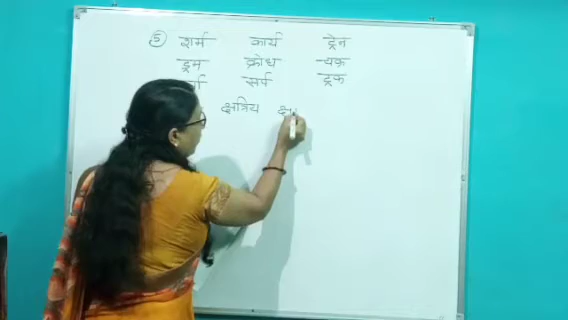 ⑤ शर्म कार्य ट्रेन
ड्रम क्रोध चक्र
सर्प ट्रक
क्षत्रिय